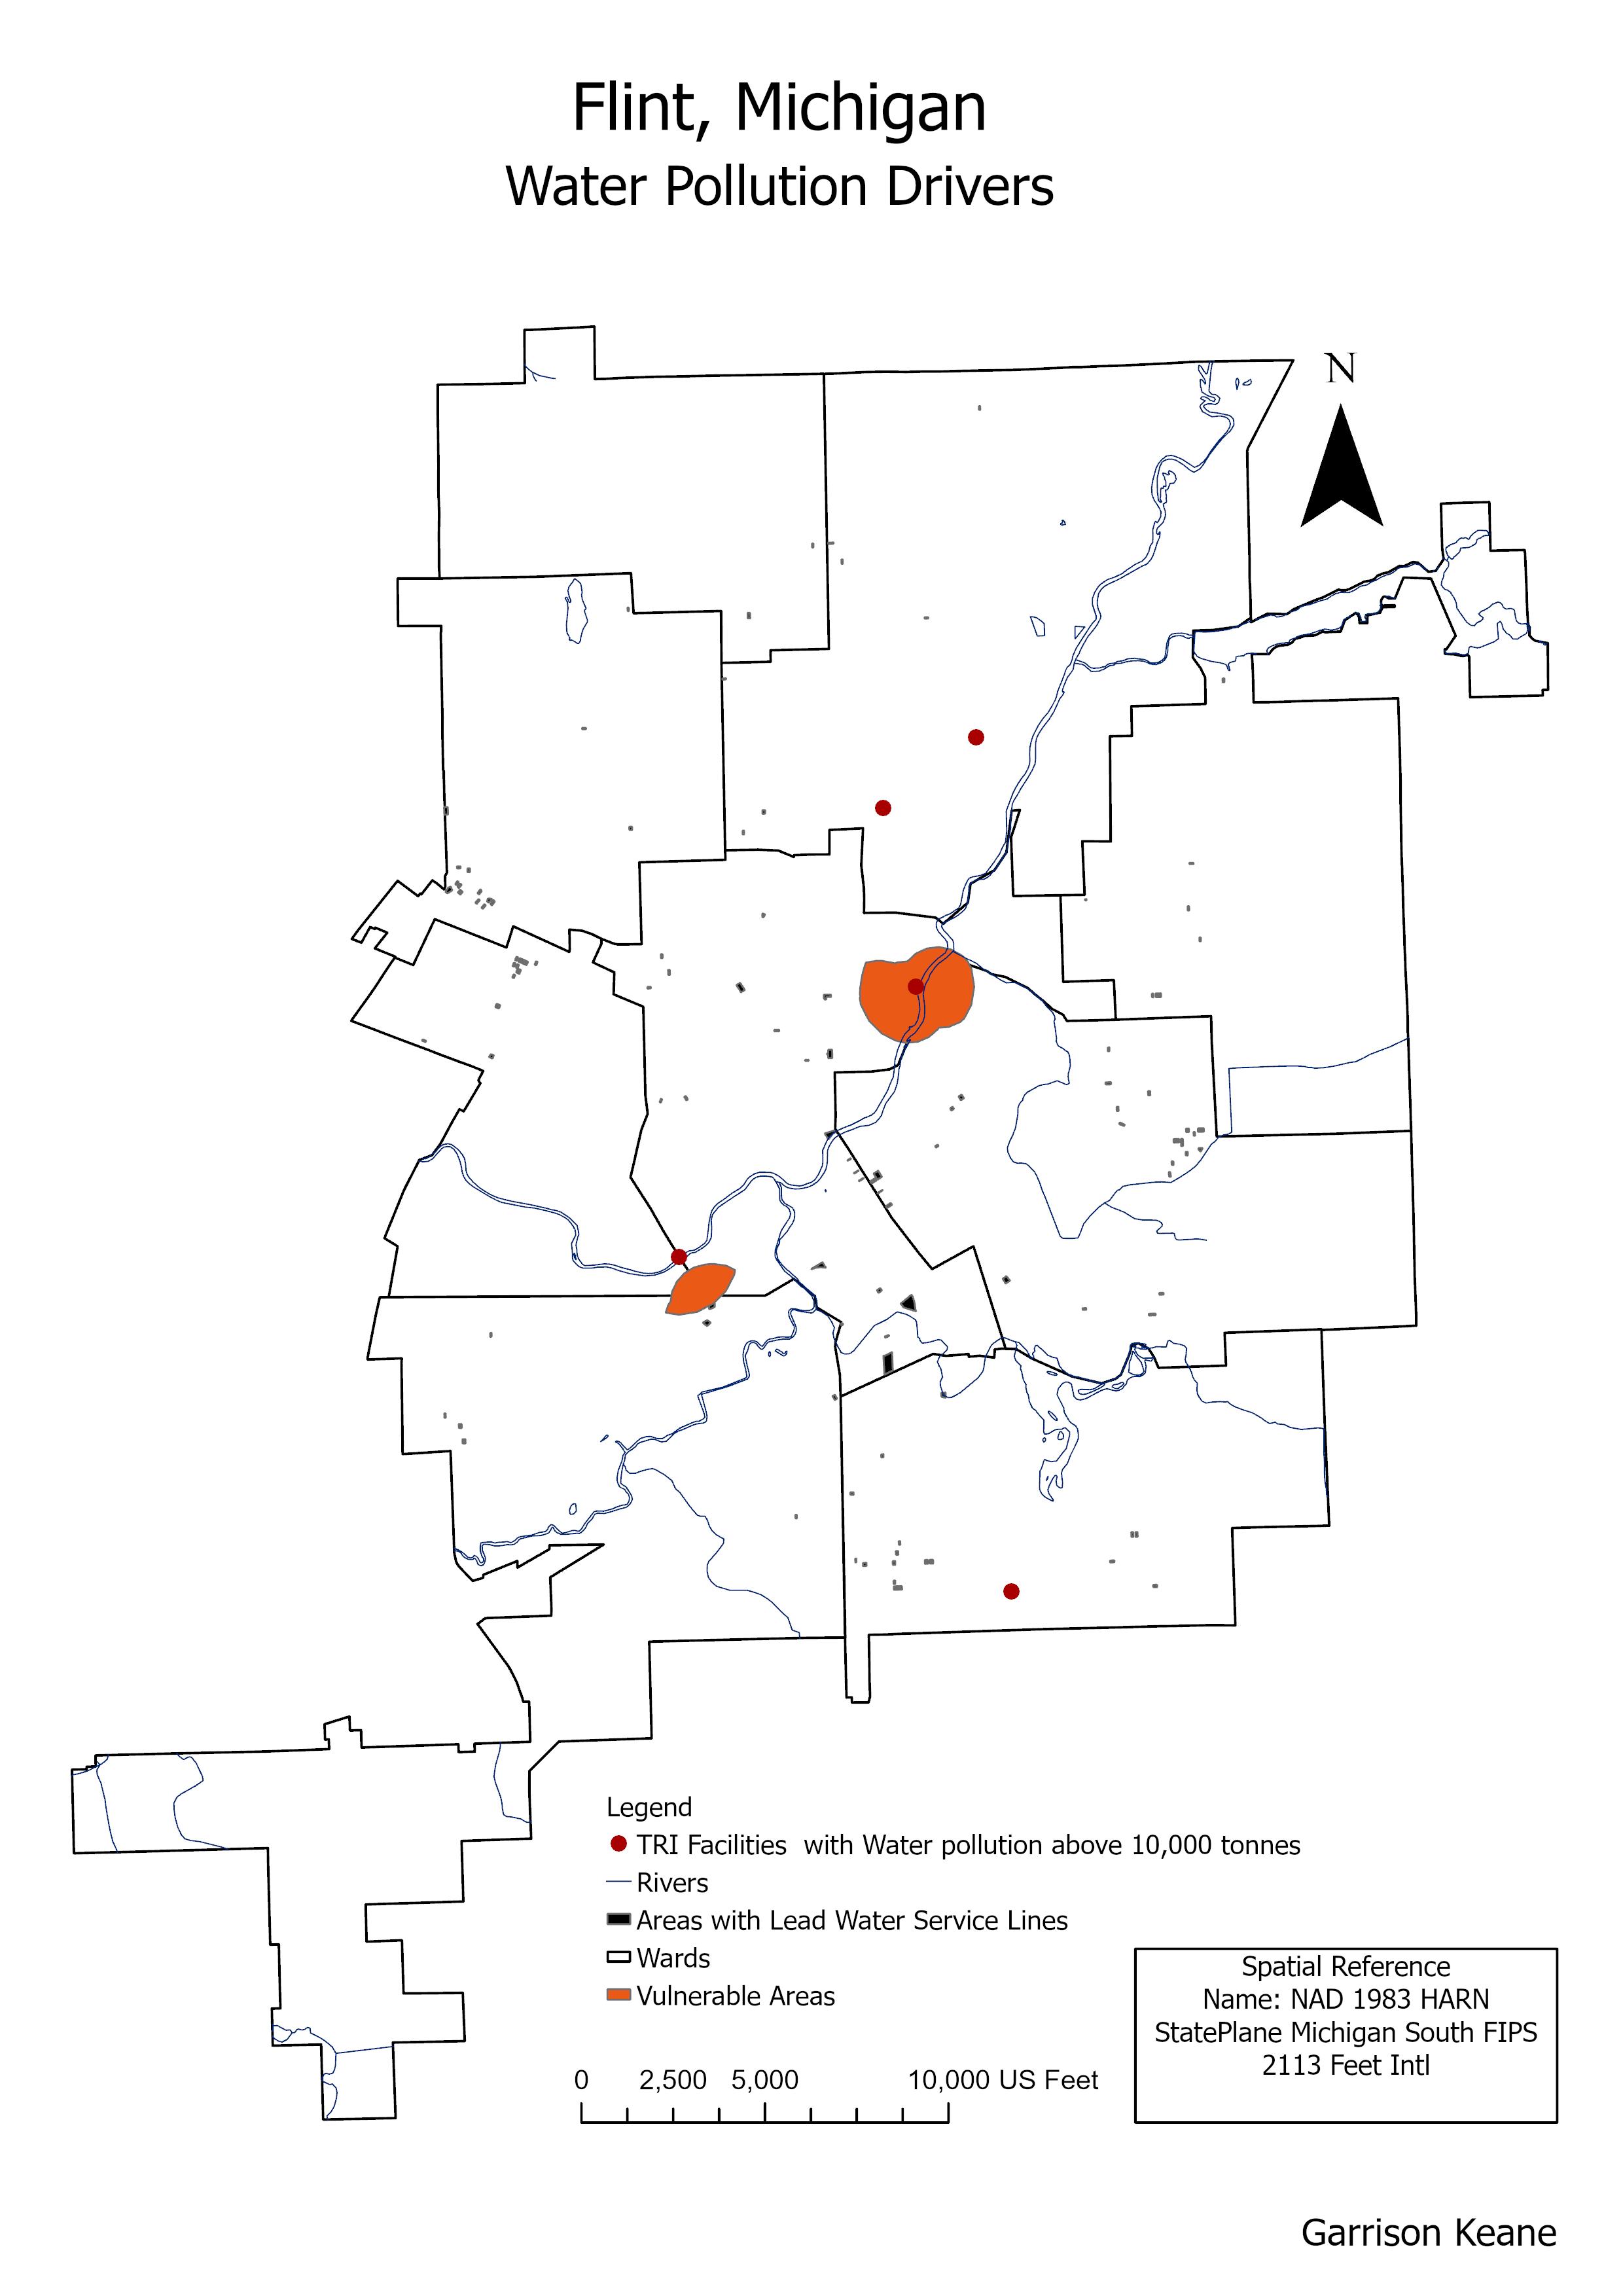 Flint, Michigan
Water Pollution Drivers
N
Legend
TRI Facilities  with Water pollution above 10,000 tonnes
Rivers
Areas with Lead Water Service Lines
Wards
Vulnerable Areas
0 2,500 5,000 10,000 US Feet
Spatial Reference
Name: NAD 1983 HARN
StatePlane Michigan South FIPS
2113 Feet Intl
Garrison Keane